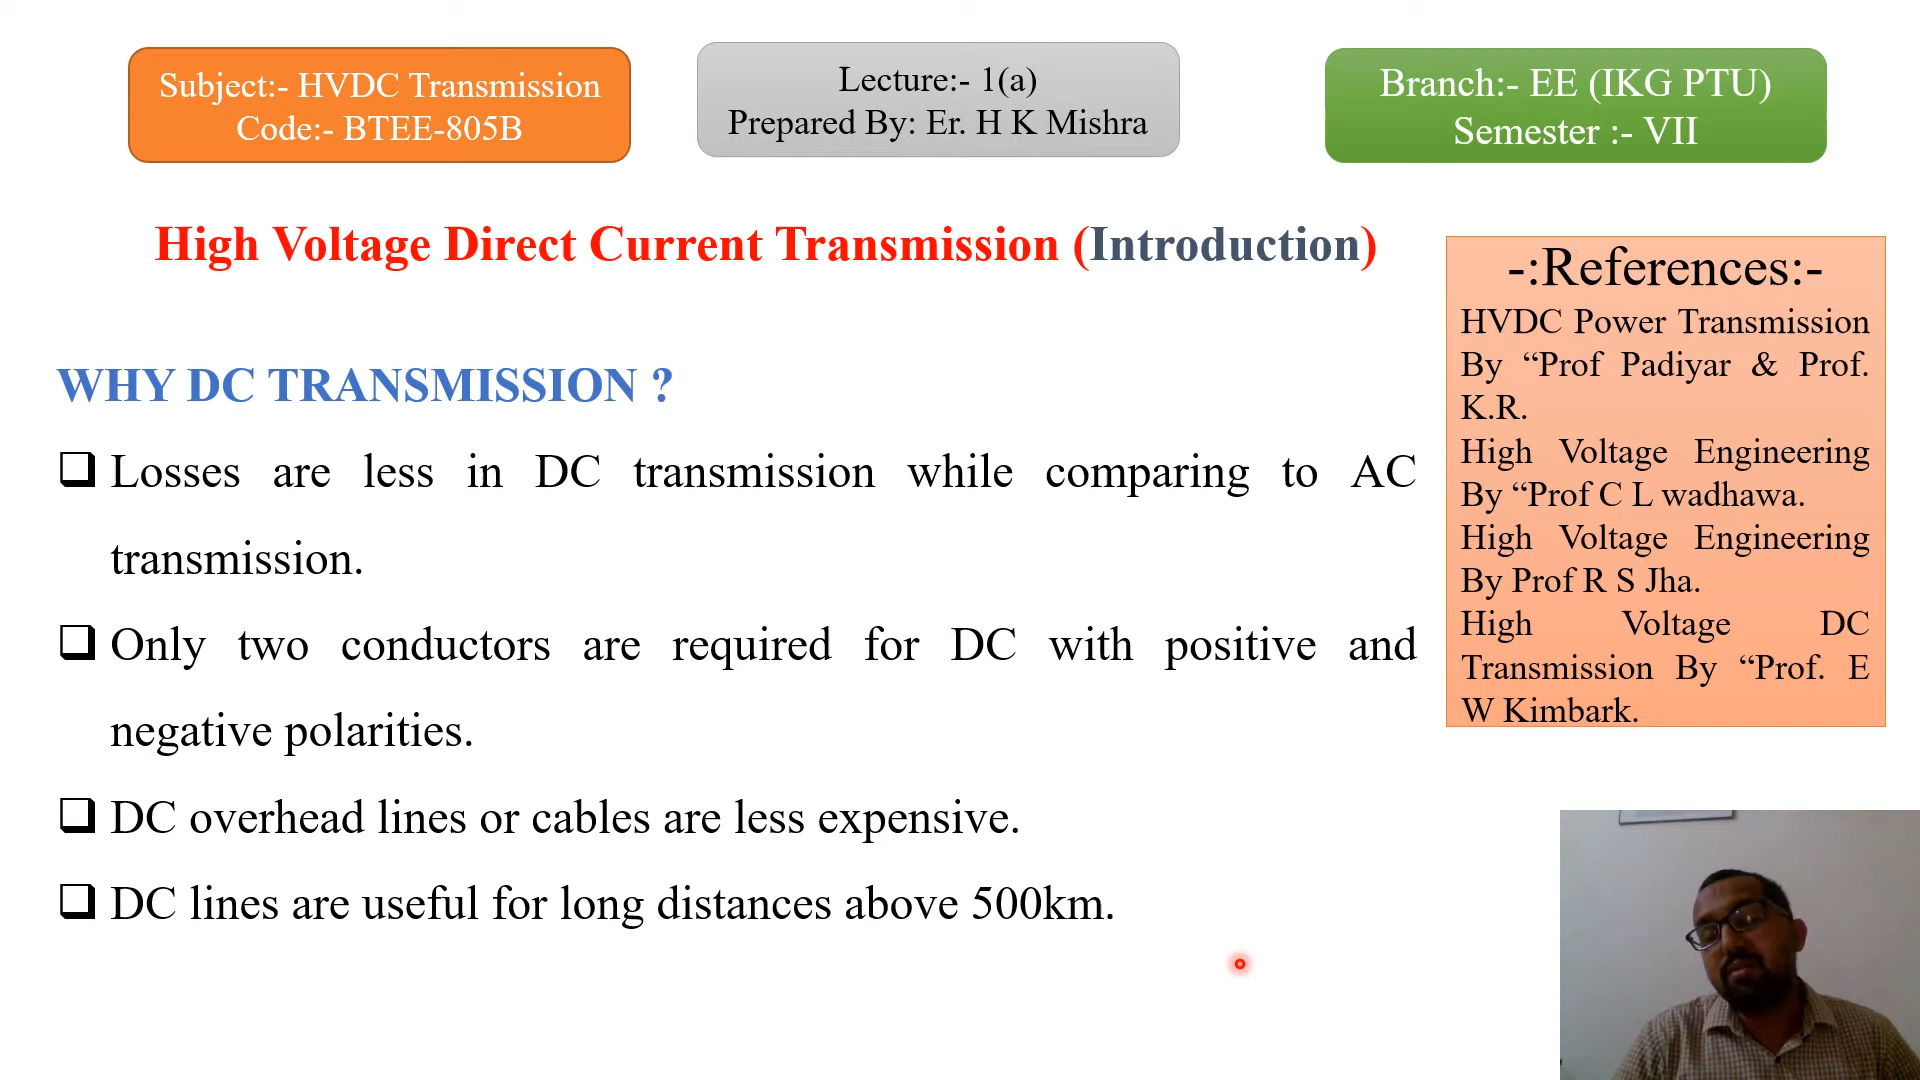 Subject:- HVDC Transmission
Code:- BTEE-805B
Lecture:- 1(a)
Prepared By: Er. H K Mishra
Branch:- EE (IKG PTU)
Semester :- VII
High Voltage Direct Current Transmission (Introduction)
WHY DC TRANSMISSION ?
Losses are less in DC transmission while comparing to AC
transmission.
Only two conductors are required for DC with positive and
negative polarities.
DC overhead lines or cables are less expensive.
DC lines are useful for long distances above 500km.
-:References:-
HVDC Power Transmission
By “Prof Padiyar & Prof.
K.R.
High Voltage Engineering
By “Prof C L wadhawa.
High Voltage Engineering
By Prof R S Jha.
High Voltage DC
Transmission By “Prof. E
W Kimbark.